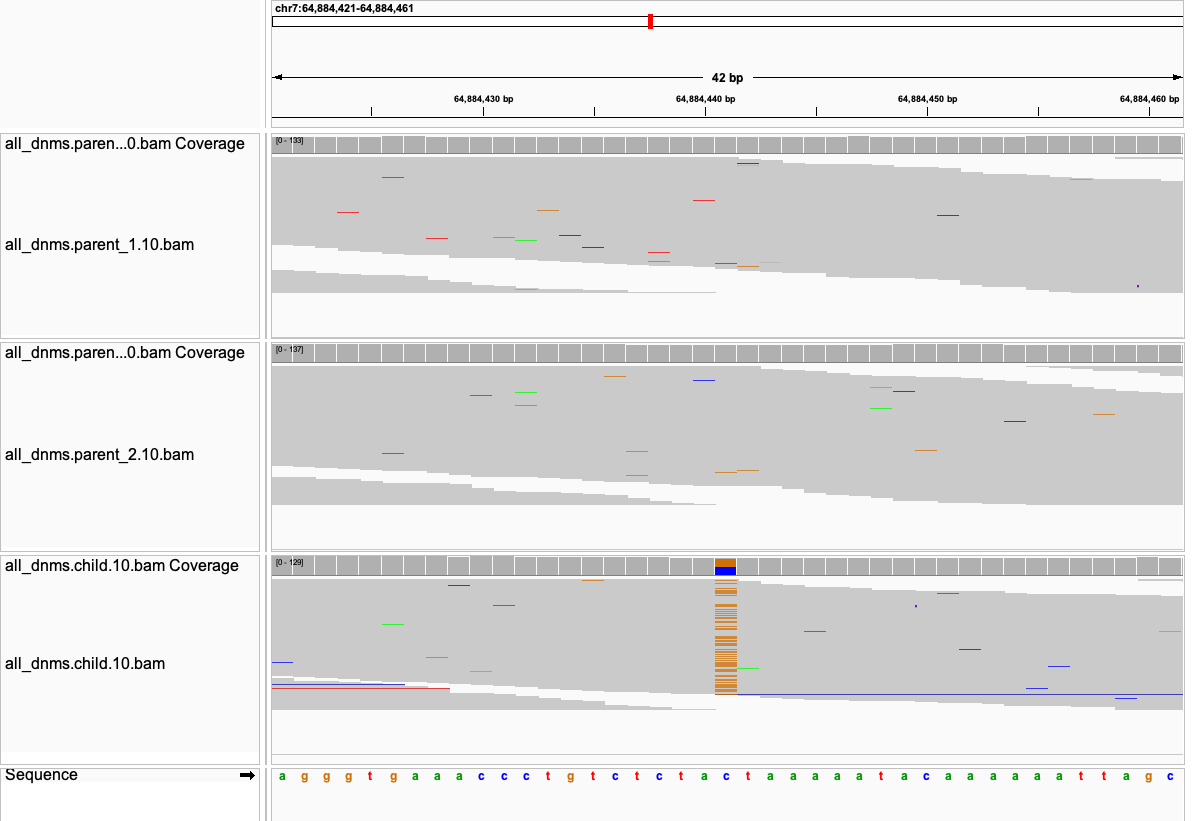 chr7:64,884,421-64,884,461
42 bp
64,884,430 bp 64,884,440 bp 64,884,450 bp 64,884,460 bp
all_dnms.paren...0.bam Coverage
[0 - 133]
all_dnms.parent_1.10.bam
all_dnms.paren...0.bam Coverage
[0 - 137]
all_dnms.parent_2.10.bam
all_dnms.child.10.bam Coverage
[0 - 129]
all_dnms.child.10.bam
Sequence a g g g t g a a a c c c t g t c t c t a c t a a a a a t a c a a a a a a t t a g c